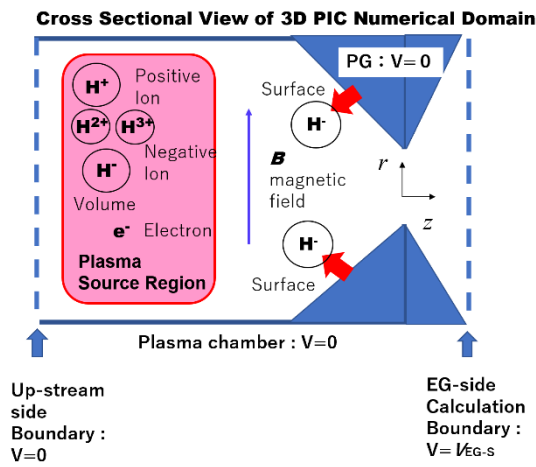 Cross Sectional View of 3D PIC Numerical Domain
PG : V= 0
H⁺
Positive
Ion
H²⁺
H³⁺
Negative
Ion
H⁻
Volume
e⁻ Electron
Plasma
Source Region
Surface
H⁻
B
magnetic
field
r
z
H⁻
Surface
Plasma chamber : V=0
Up-stream
side
Boundary :
V=0
EG-side
Calculation
Boundary :
V= VEG-S